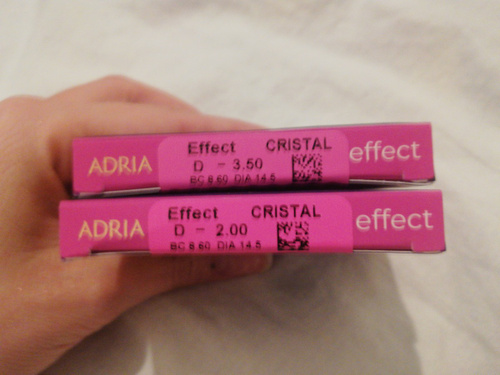 ADRIA Effect CRISTAL effect
D - 3.50
BC 8.60 DIA 14.5
ADRIA Effect CRISTAL effect
D - 2.00
BC 8.60 DIA 14.5